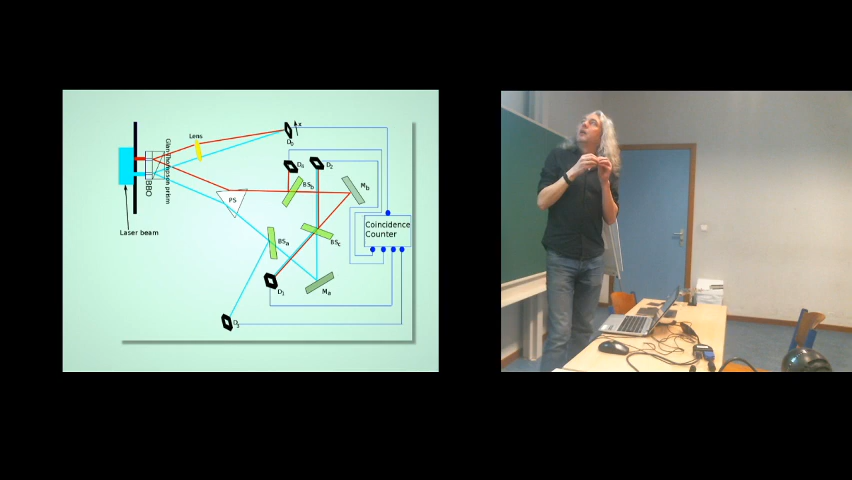 Lens
x
D₀
Glan-Thompson prism
BBO
Laser beam
PS
D₄
D₂
BSb
Mb
BSa
BSc
D₁
Ma
D₃
Coincidence
Counter